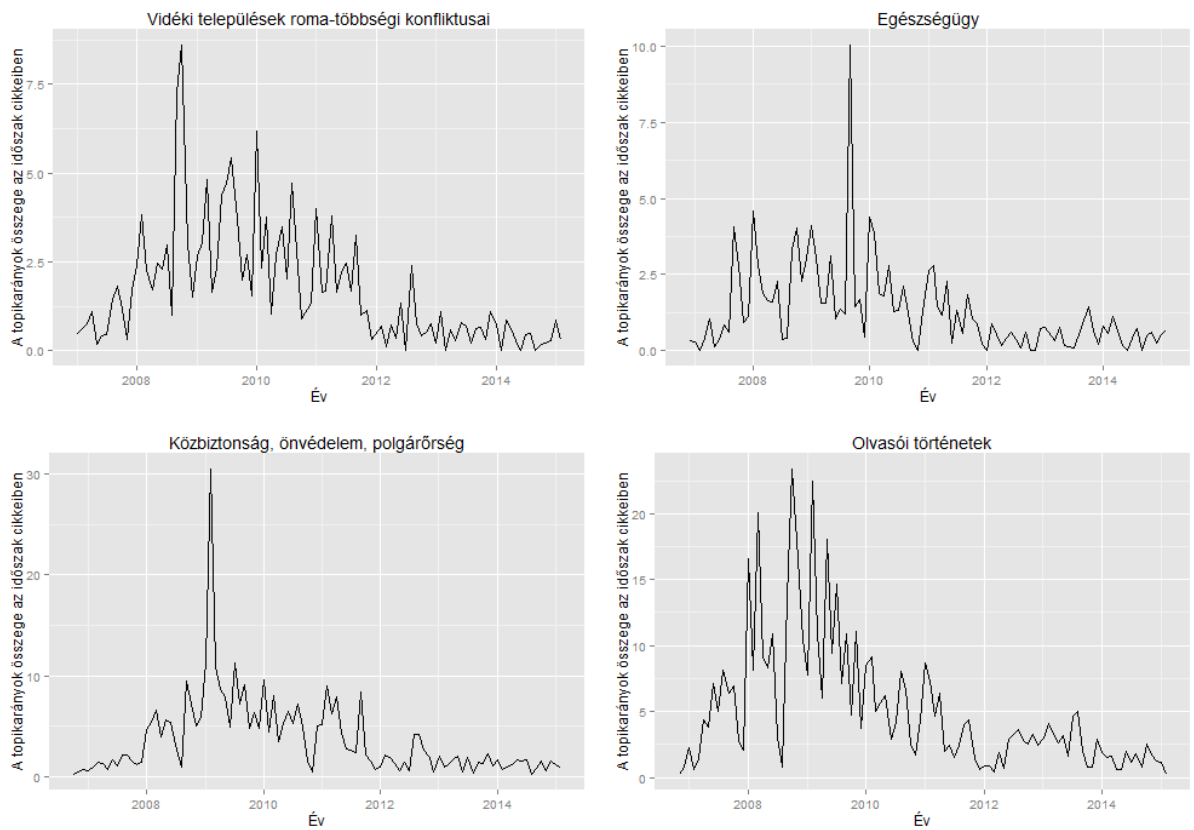 Vidéki települések roma-többségi konfliktusai
A topikarányok összege az időszak cikkeiben
7.5
5.0
2.5
0.0
2008
2010
2012
2014
Év
Egészségügy
A topikarányok összege az időszak cikkeiben
10.0
7.5
5.0
2.5
0.0
2008
2010
2012
2014
Év
Közbiztonság, önvédelem, polgárőrség
A topikarányok összege az időszak cikkeiben
30
20
10
0
2008
2010
2012
2014
Év
Olvasói történetek
A topikarányok összege az időszak cikkeiben
20
15
10
5
0
2008
2010
2012
2014
Év